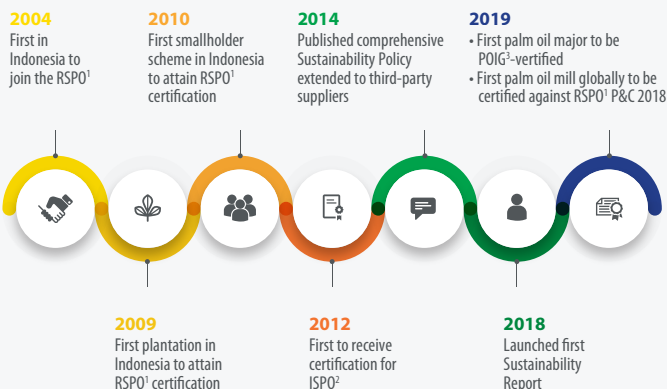 2004
First in
Indonesia to
join the RSPO¹
2010
First smallholder
scheme in Indonesia
to attain RSPO¹
certification
2014
Published comprehensive
Sustainability Policy
extended to third-party
suppliers
2019
• First palm oil major to be
POIG³-vertified
• First palm oil mill globally to be
certified against RSPO¹ P&C 2018
2009
First plantation in
Indonesia to attain
RSPO¹ certification
2012
First to receive
certification for
ISPO²
2018
Launched first
Sustainability
Report